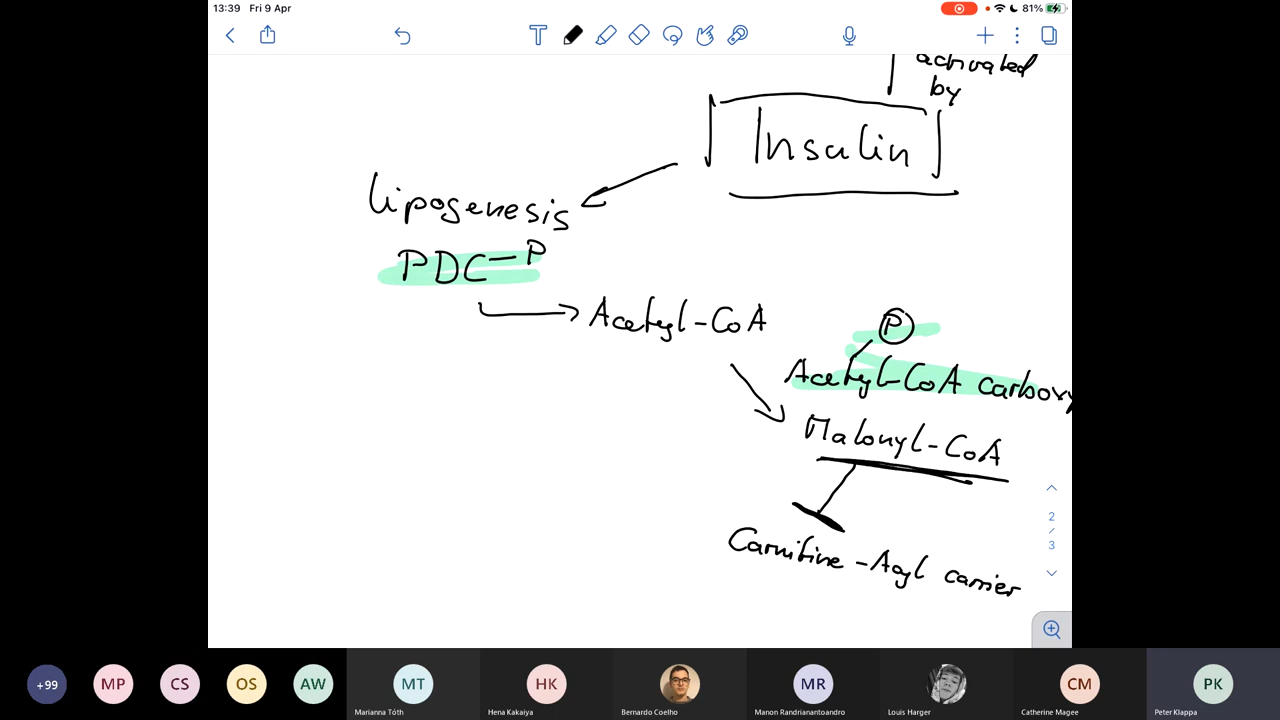 13:39 Fri 9 Apr
81%
T
activated
by
Insulin
Lipogenesis
PDC-P
Acetyl-CoA
P
Acetyl-CoA carboxy
Malonyl-CoA
Carnitine-Acyl carrier
2
/
3
+99
MP
CS
OS
AW
MT
HK
MR
CM
PK
Marianna Tóth
Hena Kakaiya
Bernardo Coelho
Manon Randrianantoandro
Louis Harger
Catherine Magee
Peter Klappa